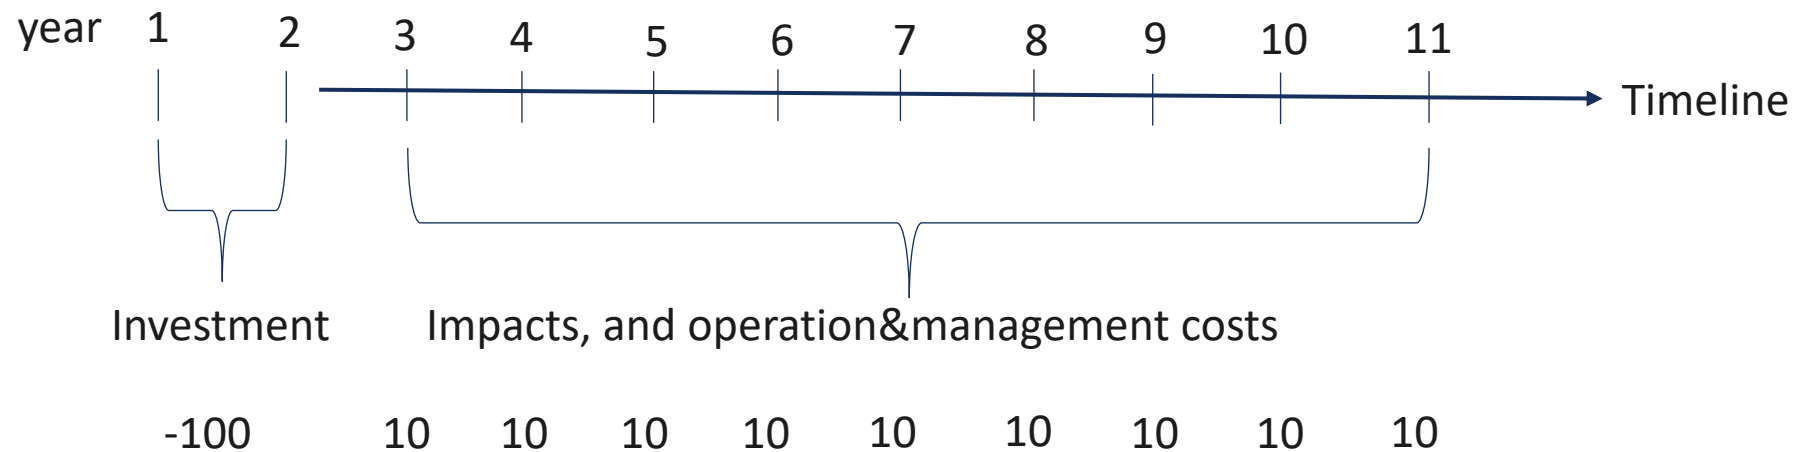 year 1 2 3 4 5 6 7 8 9 10 11
Timeline
Investment Impacts, and operation&management costs
-100 10 10 10 10 10 10 10 10 10